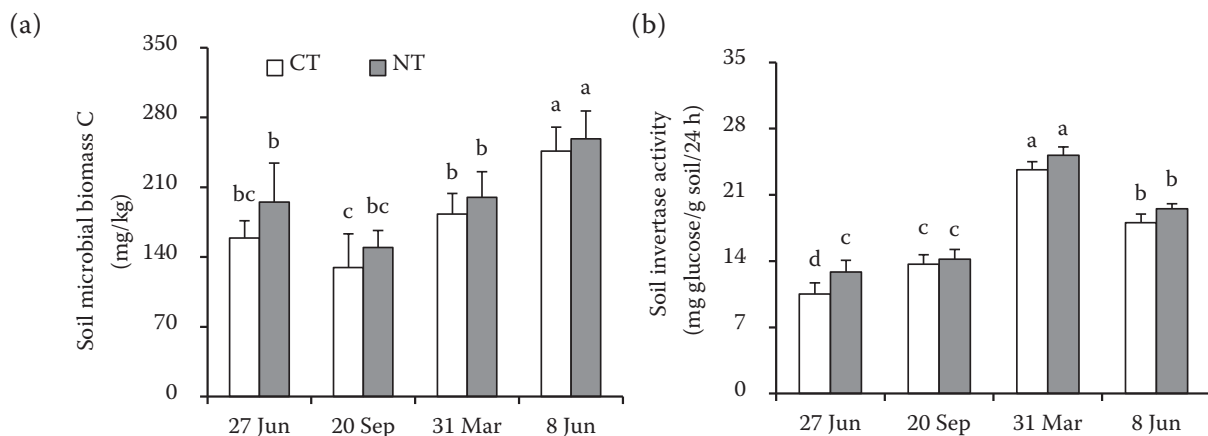 (a)
350
280
210
140
70
0
Soil microbial biomass C
(mg/kg)
CT NT
bc b c bc b b a a
27 Jun 20 Sep 31 Mar 8 Jun
(b)
35
28
21
14
7
0
Soil invertase activity
(mg glucose/g soil/24 h)
d c c c a a b b
27 Jun 20 Sep 31 Mar 8 Jun